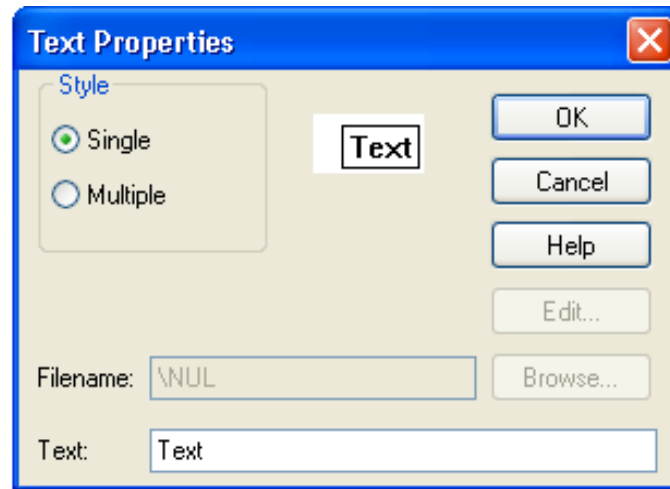 Text Properties
Style
Single
Multiple
Text
OK
Cancel
Help
Edit...
Filename: \NUL
Browse...
Text: Text